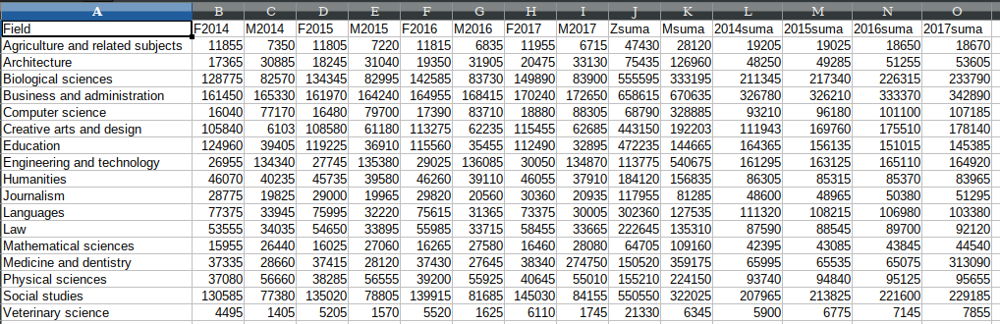 A B C D E F G H I J K L M N O
Field F2014 M2014 F2015 M2015 F2016 M2016 F2017 M2017 Zsuma Msuma 2014suma 2015suma 2016suma 2017suma
Agriculture and related subjects 11855 7350 11805 7220 11815 6835 11955 6715 47430 28120 19205 19025 18650 18670
Architecture 17365 30885 18245 31040 19350 31905 20475 33130 75435 126960 48250 49285 51255 53605
Biological sciences 128775 82570 134345 82995 142585 83730 149890 83900 555595 333195 211345 217340 226315 233790
Business and administration 161450 165330 161970 164240 164955 168415 170240 172650 658615 670635 326780 326210 333370 342890
Computer science 16040 77170 16480 79700 17390 83710 18880 88305 68790 328885 93210 96180 101100 107185
Creative arts and design 105840 6103 108580 61180 113275 62235 115455 62685 443150 192203 111943 169760 175510 178140
Education 124960 39405 119225 36910 115560 35455 112490 32895 472235 144665 164365 156135 151015 145385
Engineering and technology 26955 134340 27745 135380 29025 136085 30050 134870 113775 540675 161295 163125 165110 164920
Humanities 46070 40235 45735 39580 46260 39110 46055 37910 184120 156835 86305 85315 85370 83965
Journalism 28775 19825 29000 19965 29820 20560 30360 20935 117955 81285 48600 48965 50380 51295
Languages 77375 33945 75995 32220 75615 31365 73375 30005 302360 127535 111320 108215 106980 103380
Law 53555 34035 54650 33895 55985 33715 58455 33665 222645 135310 87590 88545 89700 92120
Mathematical sciences 15955 26440 16025 27060 16265 27580 16460 28080 64705 109160 42395 43085 43845 44540
Medicine and dentistry 37335 28660 37415 28120 37430 27645 38340 274750 150520 359175 65995 65535 65075 313090
Physical sciences 37080 56660 38285 56555 39200 55925 40645 55010 155210 224150 93740 94840 95125 95655
Social studies 130585 77380 135020 78805 139915 81685 145030 84155 550550 322025 207965 213825 221600 229185
Veterinary science 4495 1405 5205 1570 5520 1625 6110 1745 21330 6345 5900 6775 7145 7855